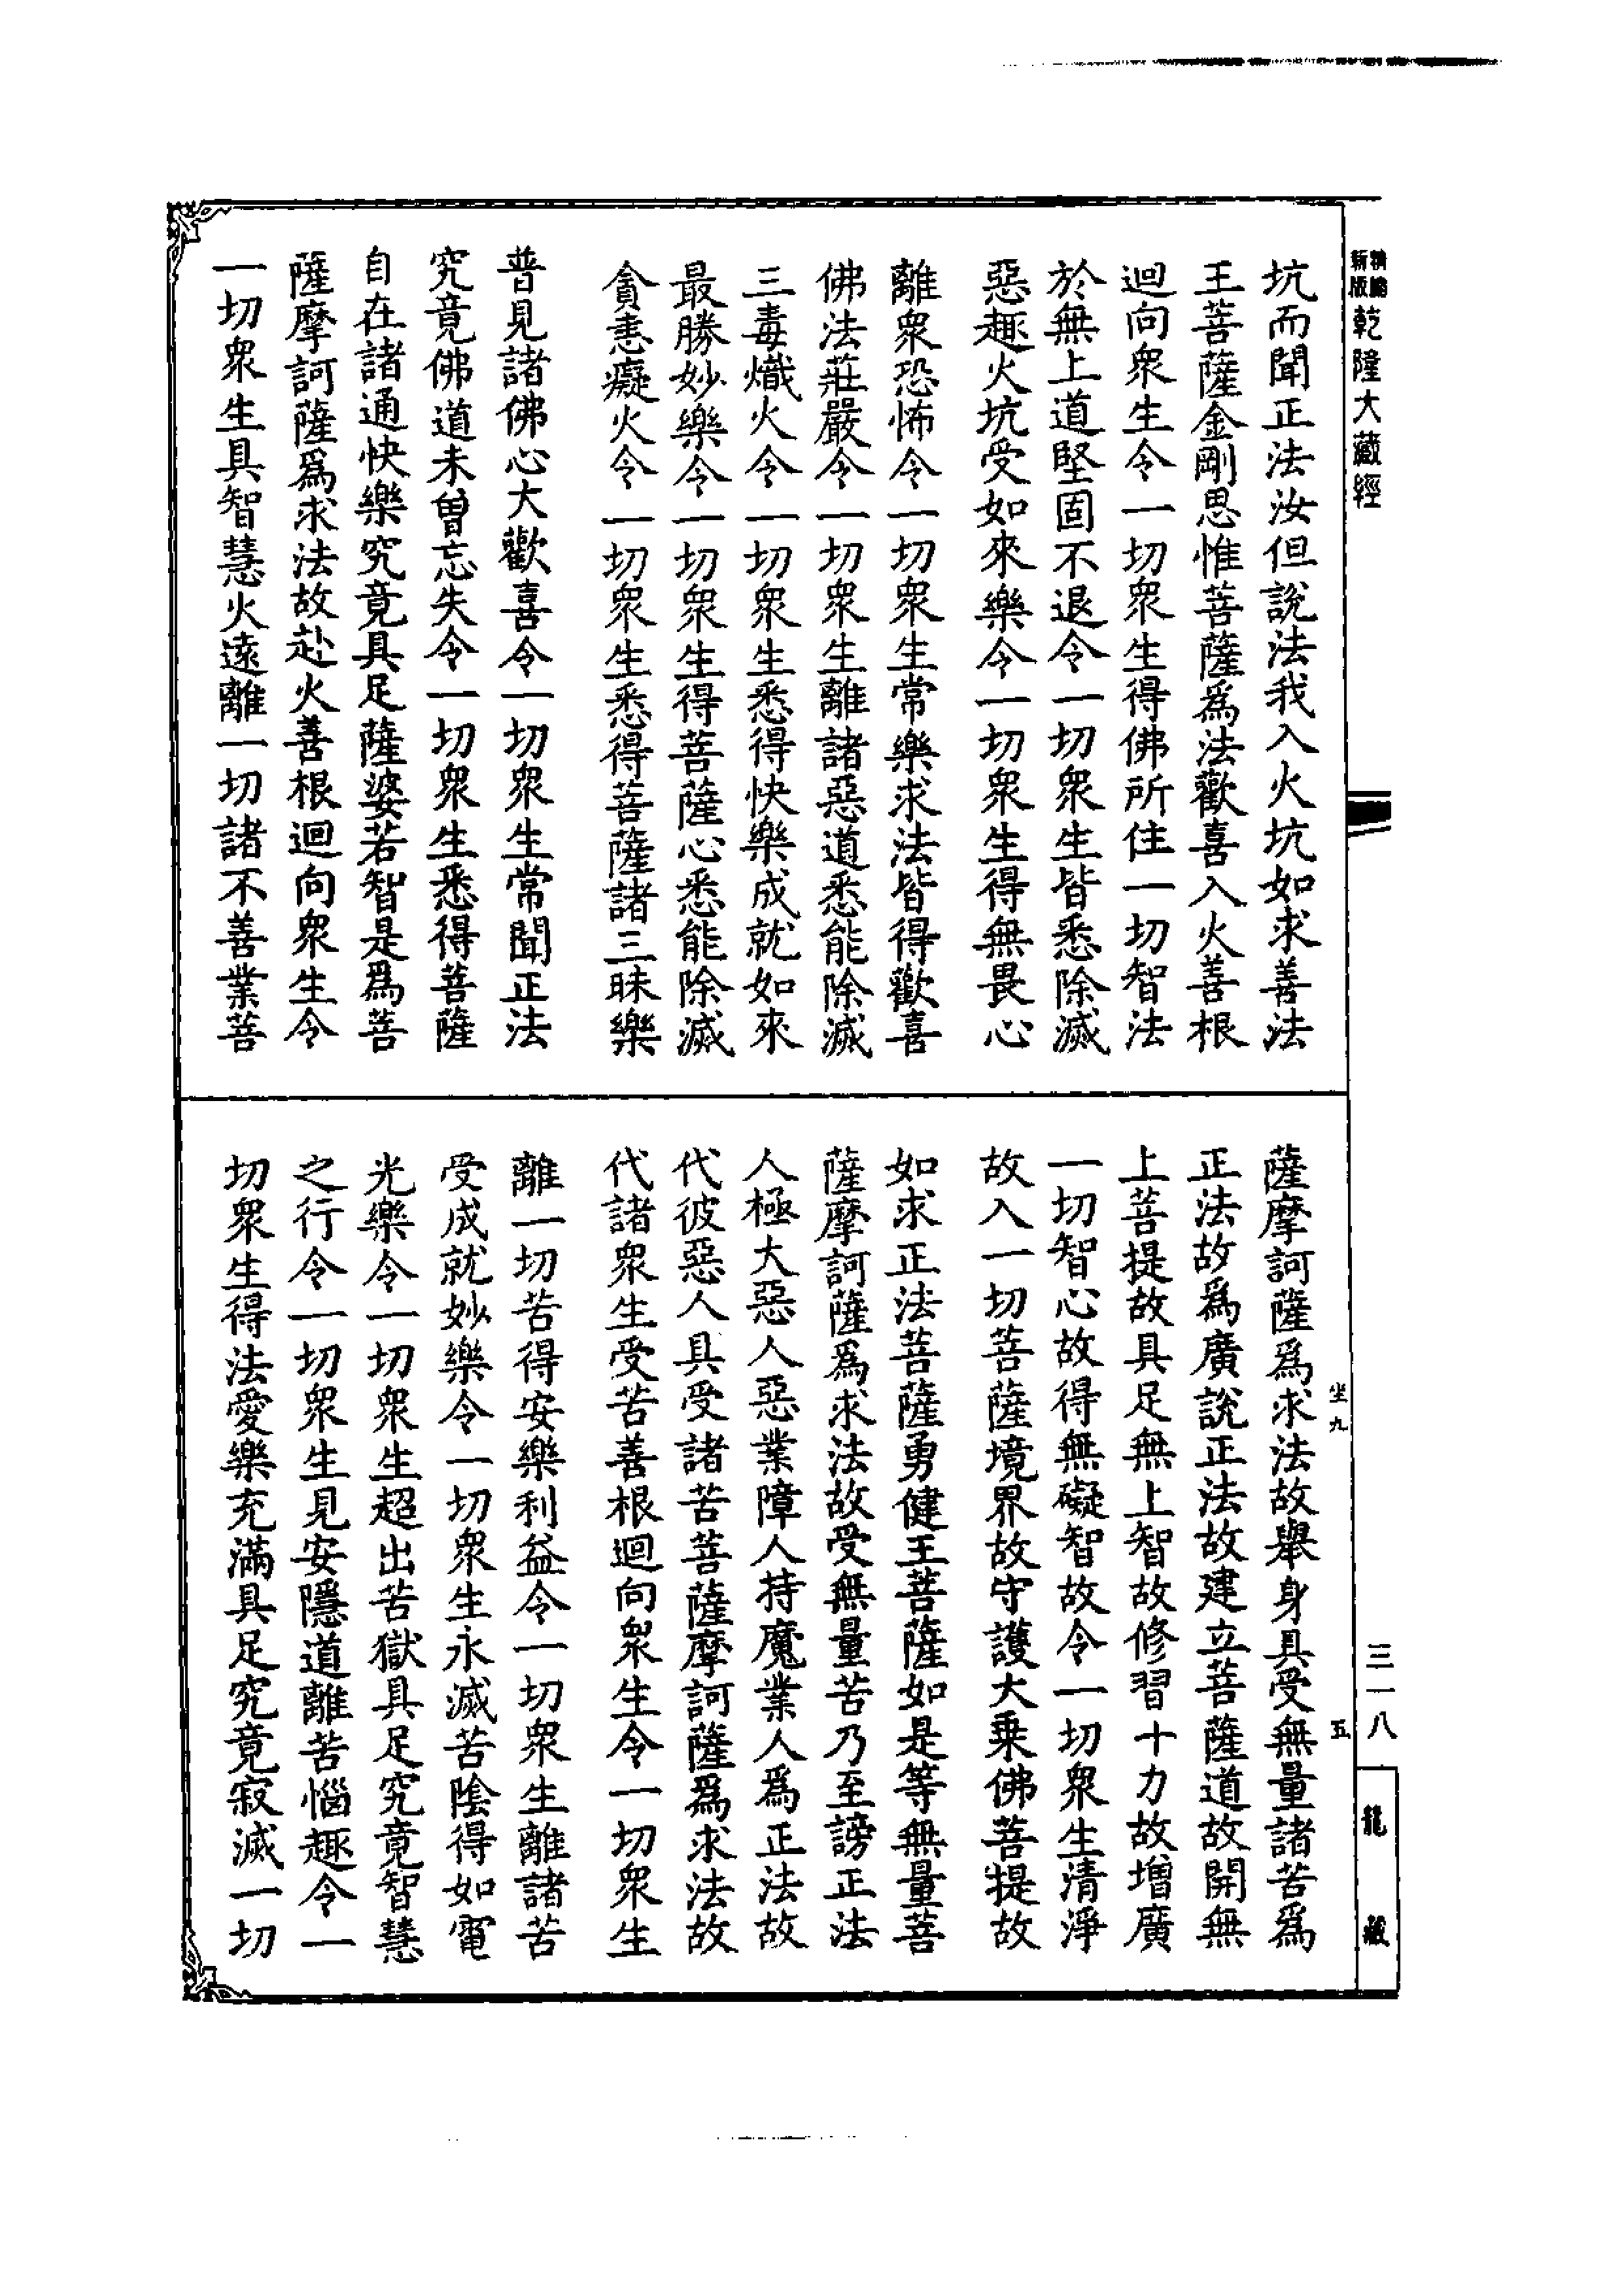 新版精縮乾隆大藏經
坑而聞正法汝但說法我入火坑如求善法
王菩薩金剛思惟菩薩爲法歡喜入火善根
迴向衆生令一切衆生得佛所住一切智法
於無上道堅固不退令一切衆生皆悉除滅
惡趣火坑受如來樂令一切衆生得無畏心
離衆恐怖令一切衆生常樂求法皆得歡喜
佛法莊嚴令一切衆生離諸惡道悉能除滅
三毒熾火令一切衆生悉得快樂成就如來
最勝妙樂令一切衆生得菩薩心悉能除滅
貪恚癡火令一切衆生悉得菩薩諸三昧樂
普見諸佛心大歡喜令一切衆生常聞正法
究竟佛道未曾忘失令一切衆生悉得菩薩
自在諸通快樂究竟具足薩婆若智是爲菩
薩摩訶薩爲求法故赴火善根迴向衆生令
一切衆生具智慧火遠離一切諸不善業菩
薩摩訶薩爲求法故舉身具受無量諸苦爲
正法故爲廣說正法故建立菩薩道故開無
上菩提故具足無上智故修習十力故增廣
一切智心故得無礙智故令一切衆生清淨
故入一切菩薩境界故守護大乘佛菩提故
如求正法菩薩勇健王菩薩如是等無量菩
薩摩訶薩爲求法故受無量苦乃至謗正法
人極大惡人惡業障人持魔業人爲正法故
代彼惡人具受諸苦菩薩摩訶薩爲求法故
代諸衆生受苦善根迴向衆生令一切衆生
離一切苦得安樂利益令一切衆生離諸苦
受成就妙樂令一切衆生永滅苦陰得如電
光樂令一切衆生超出苦獄具足究竟智慧
之行令一切衆生見安隱道離苦惱趣令一
切衆生得法愛樂充滿具足究竟寂滅一切
坐九
五
三一八
龍藏